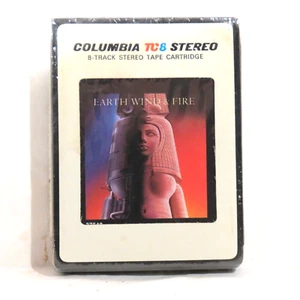 COLUMBIA TC8 STEREO
8-TRACK STEREO TAPE CARTRIDGE
EARTH WIND & FIRE